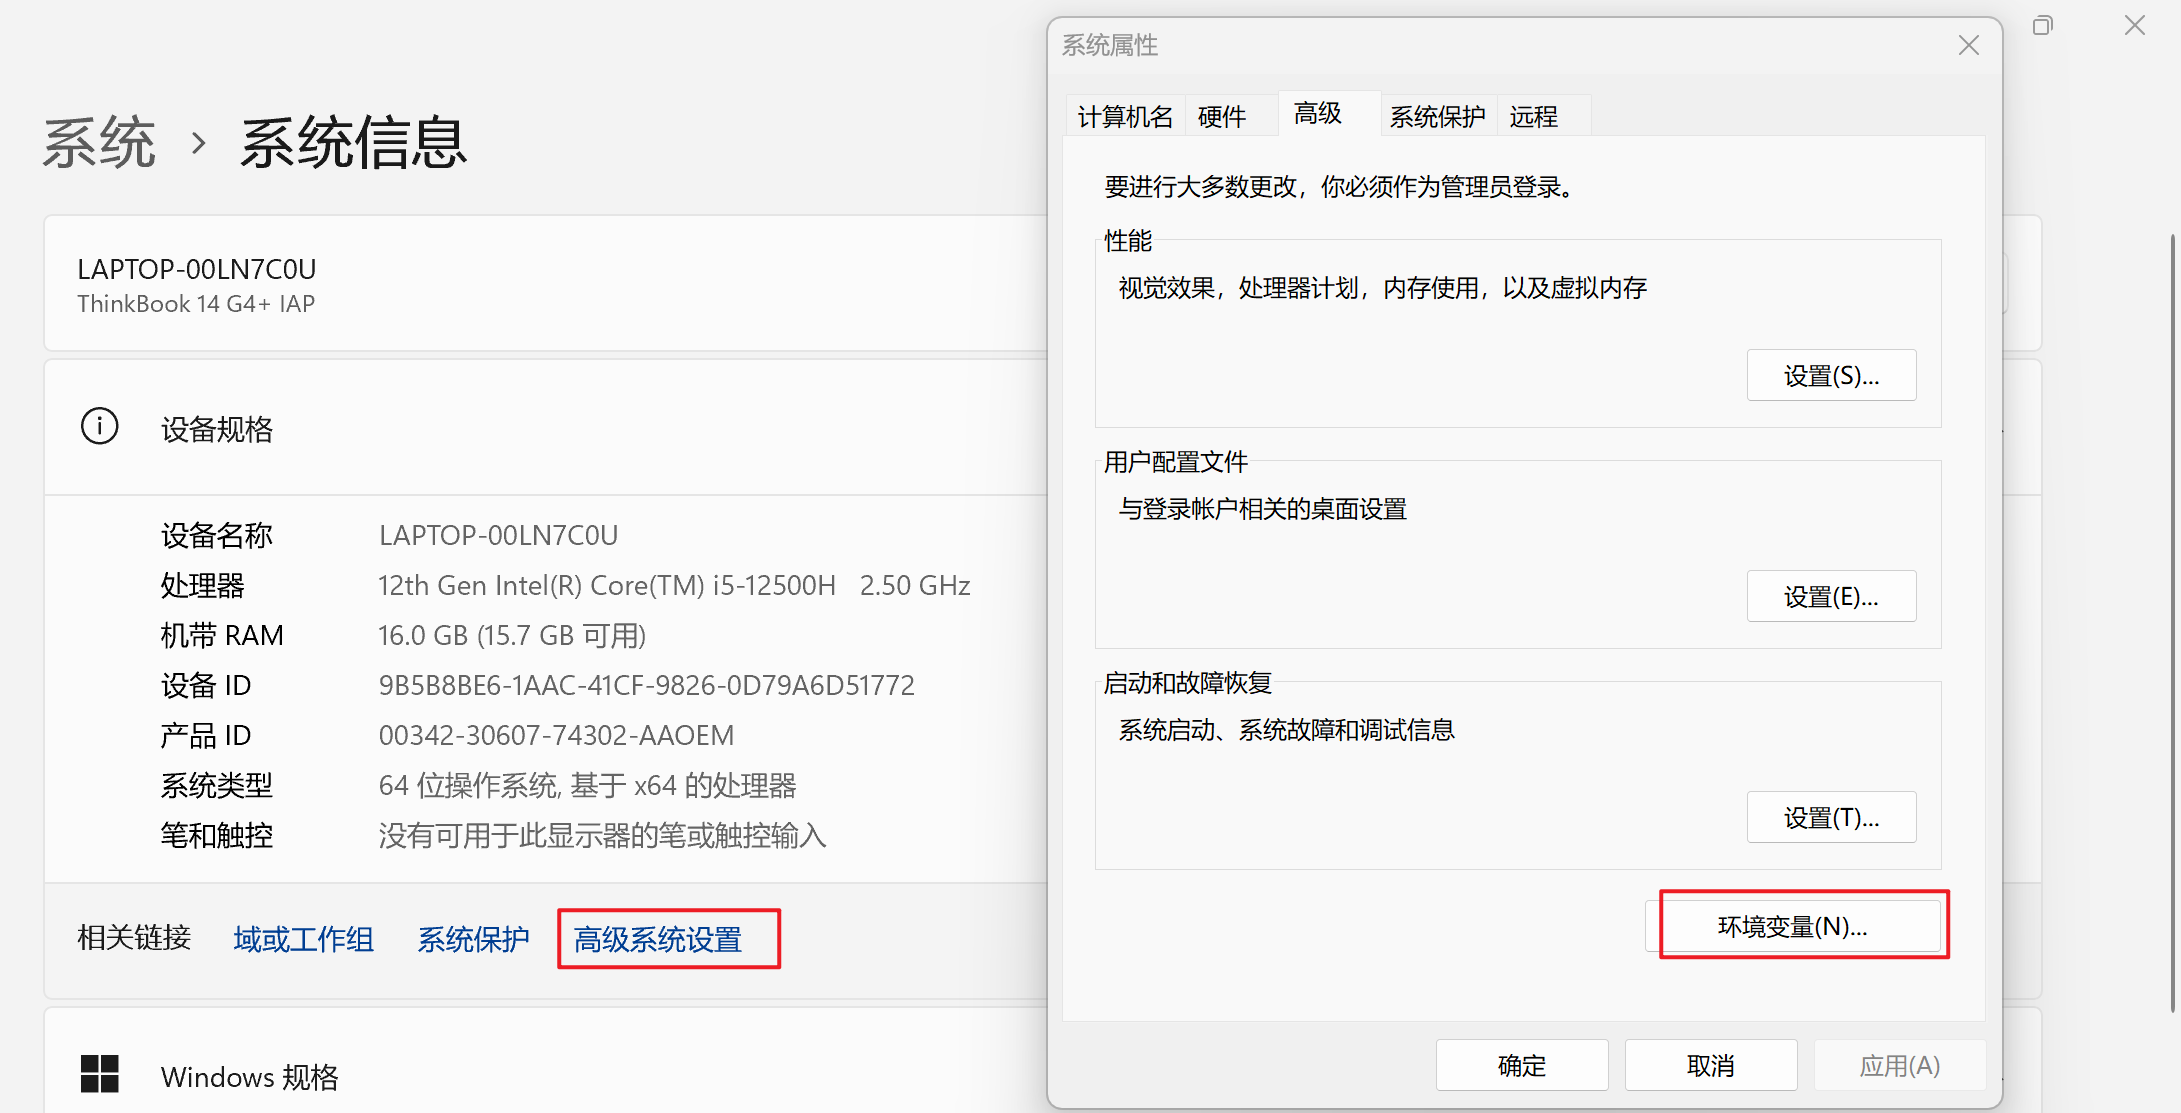 系统 › 系统信息
LAPTOP-00LN7C0U
ThinkBook 14 G4+ IAP
设备规格
设备名称 LAPTOP-00LN7C0U
处理器 12th Gen Intel(R) Core(TM) i5-12500H 2.50 GHz
机带 RAM 16.0 GB (15.7 GB 可用)
设备 ID 9B5B8BE6-1AAC-41CF-9826-0D79A6D51772
产品 ID 00342-30607-74302-AAOEM
系统类型 64 位操作系统, 基于 x64 的处理器
笔和触控 没有可用于此显示器的笔或触控输入
相关链接 域或工作组 系统保护 高级系统设置
Windows 规格
系统属性
计算机名 硬件 高级 系统保护 远程
要进行大多数更改，你必须作为管理员登录。
性能
视觉效果，处理器计划，内存使用，以及虚拟内存
设置(S)...
用户配置文件
与登录帐户相关的桌面设置
设置(E)...
启动和故障恢复
系统启动、系统故障和调试信息
设置(T)...
环境变量(N)...
确定 取消 应用(A)